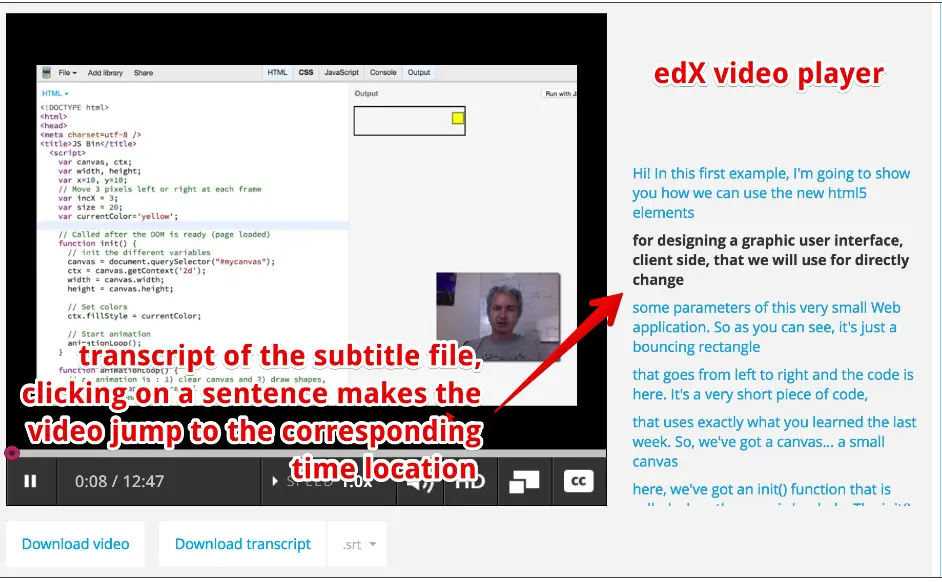 File ▾ Add library Share HTML CSS JavaScript Console Output
HTML ▾
<!DOCTYPE html>
<html>
<head>
<meta charset=utf-8 />
<title>JS Bin</title>
<script>
var canvas, ctx;
var width, height;
var x=10, y=10;
// Move 3 pixels left or right at each frame
var incX = 3;
var size = 20;
var currentColor='yellow';
// Called after the DOM is ready (page loaded)
function init() {
// init the different variables
canvas = document.querySelector("#mycanvas");
ctx = canvas.getContext('2d');
width = canvas.width;
height = canvas.height;
// Set colors
ctx.fillStyle = currentColor;
// Start animation
animationLoop();
}
function animationLoop() {
animation is : 1) clear canvas and 2) draw shapes,
Output Run with
transcript of the subtitle file,
clicking on a sentence makes the
video jump to the corresponding
time location
0:08 / 12:47 SPEED 1.0x HD CC
edX video player
Hi! In this first example, I'm going to show
you how we can use the new html5
elements
for designing a graphic user interface,
client side, that we will use for directly
change
some parameters of this very small Web
application. So as you can see, it's just a
bouncing rectangle
that goes from left to right and the code is
here. It's a very short piece of code,
that uses exactly what you learned the last
week. So, we've got a canvas... a small
canvas
here, we've got an init() function that is
Download video Download transcript .srt